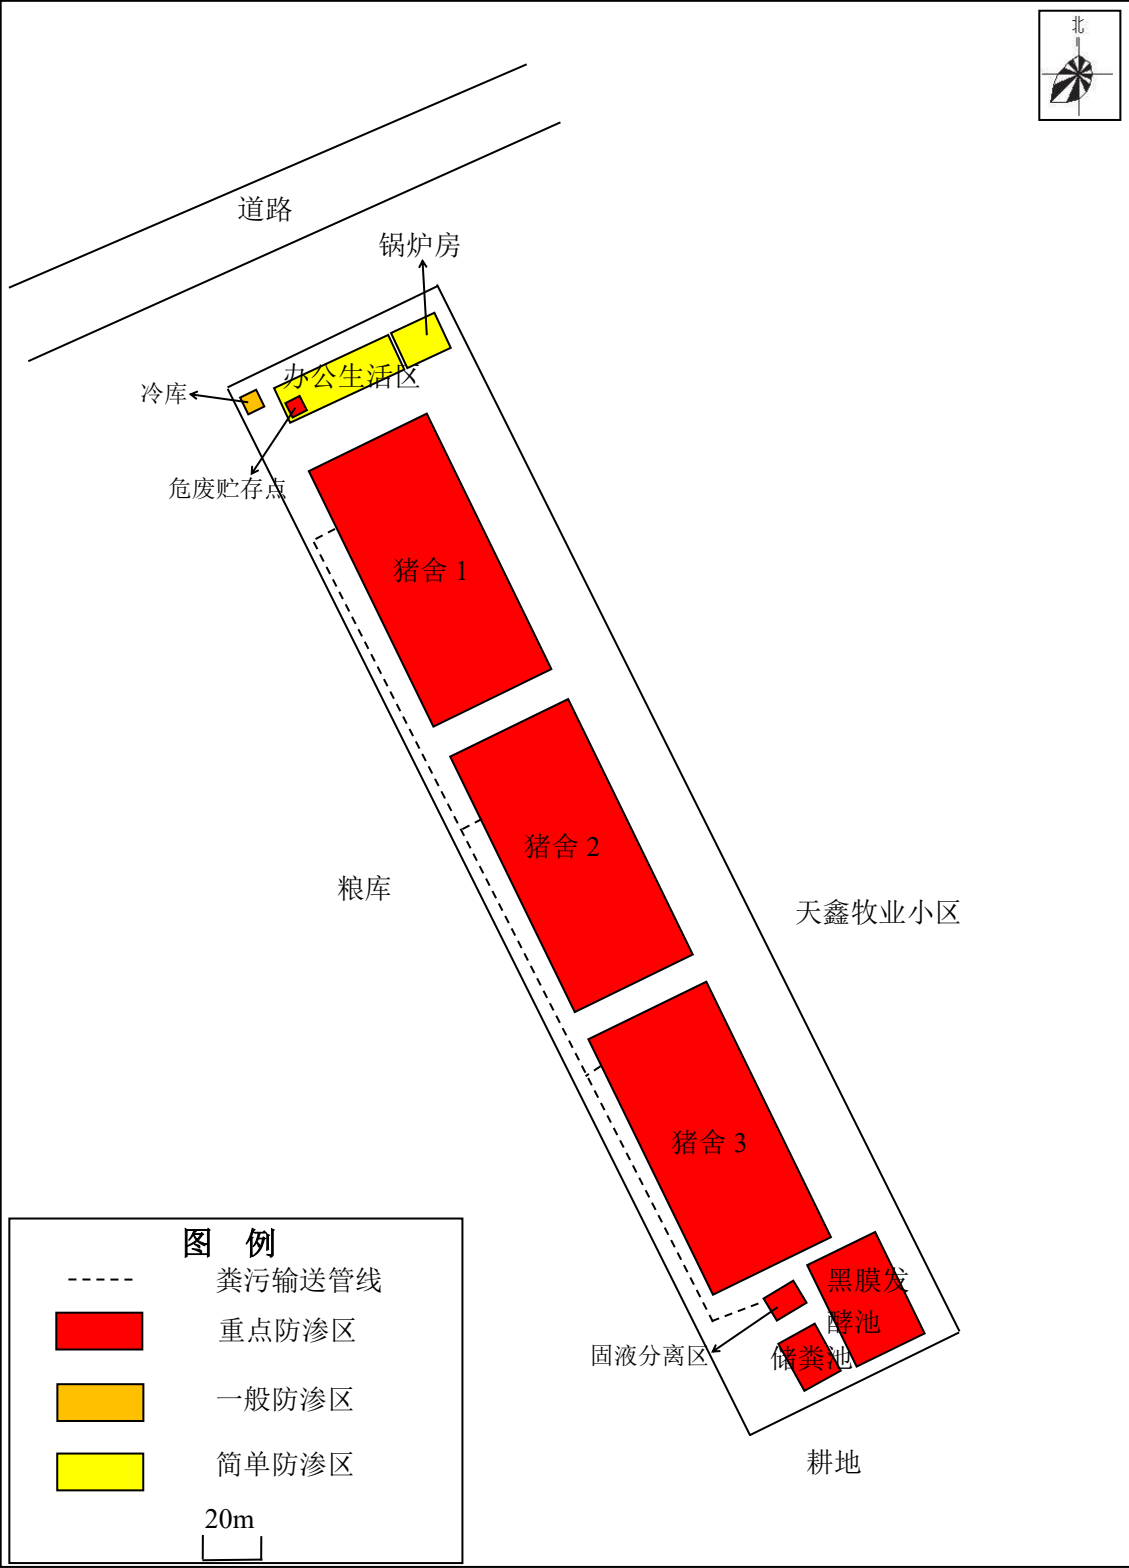 北
道路
锅炉房
办公生活区
冷库
危废贮存点
猪舍 1
猪舍 2
粮库
天鑫牧业小区
猪舍 3
黑膜发
酵池
固液分离区
储粪池
耕地
图 例
粪污输送管线
重点防渗区
一般防渗区
简单防渗区
20m